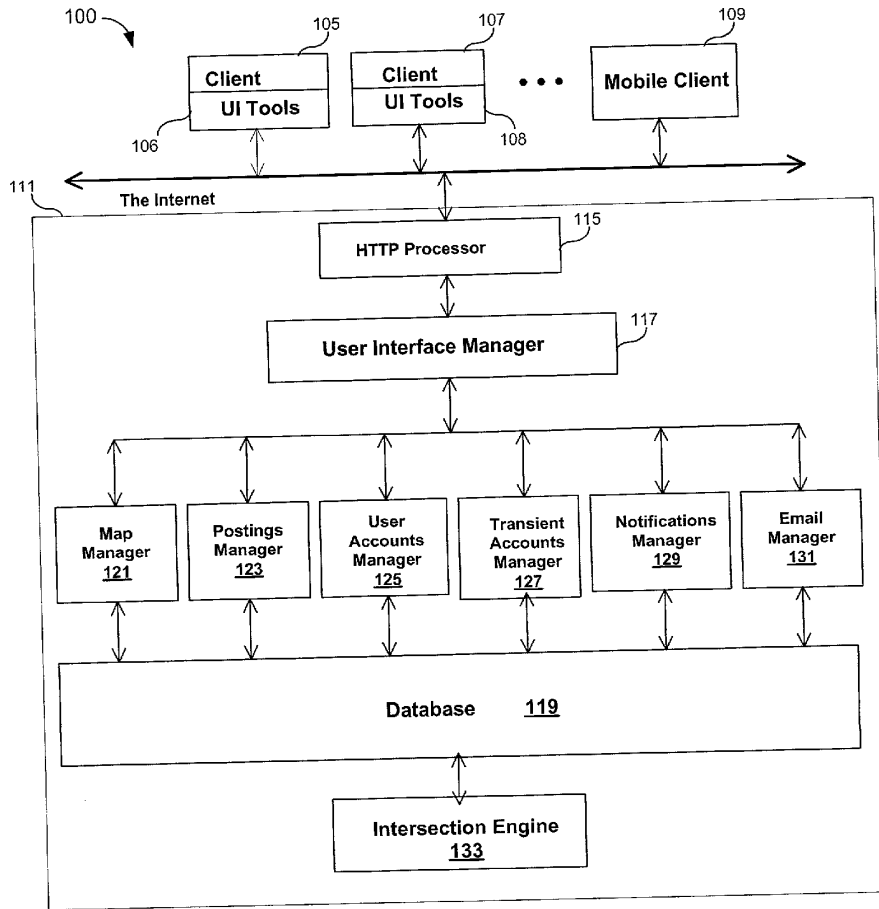 100
105
107
109
Client
UI Tools
106
Client
UI Tools
108
Mobile Client
111
The Internet
HTTP Processor
115
User Interface Manager
117
Map
Manager
121
Postings
Manager
123
User
Accounts
Manager
125
Transient
Accounts
Manager
127
Notifications
Manager
129
Email
Manager
131
Database 119
Intersection Engine
133